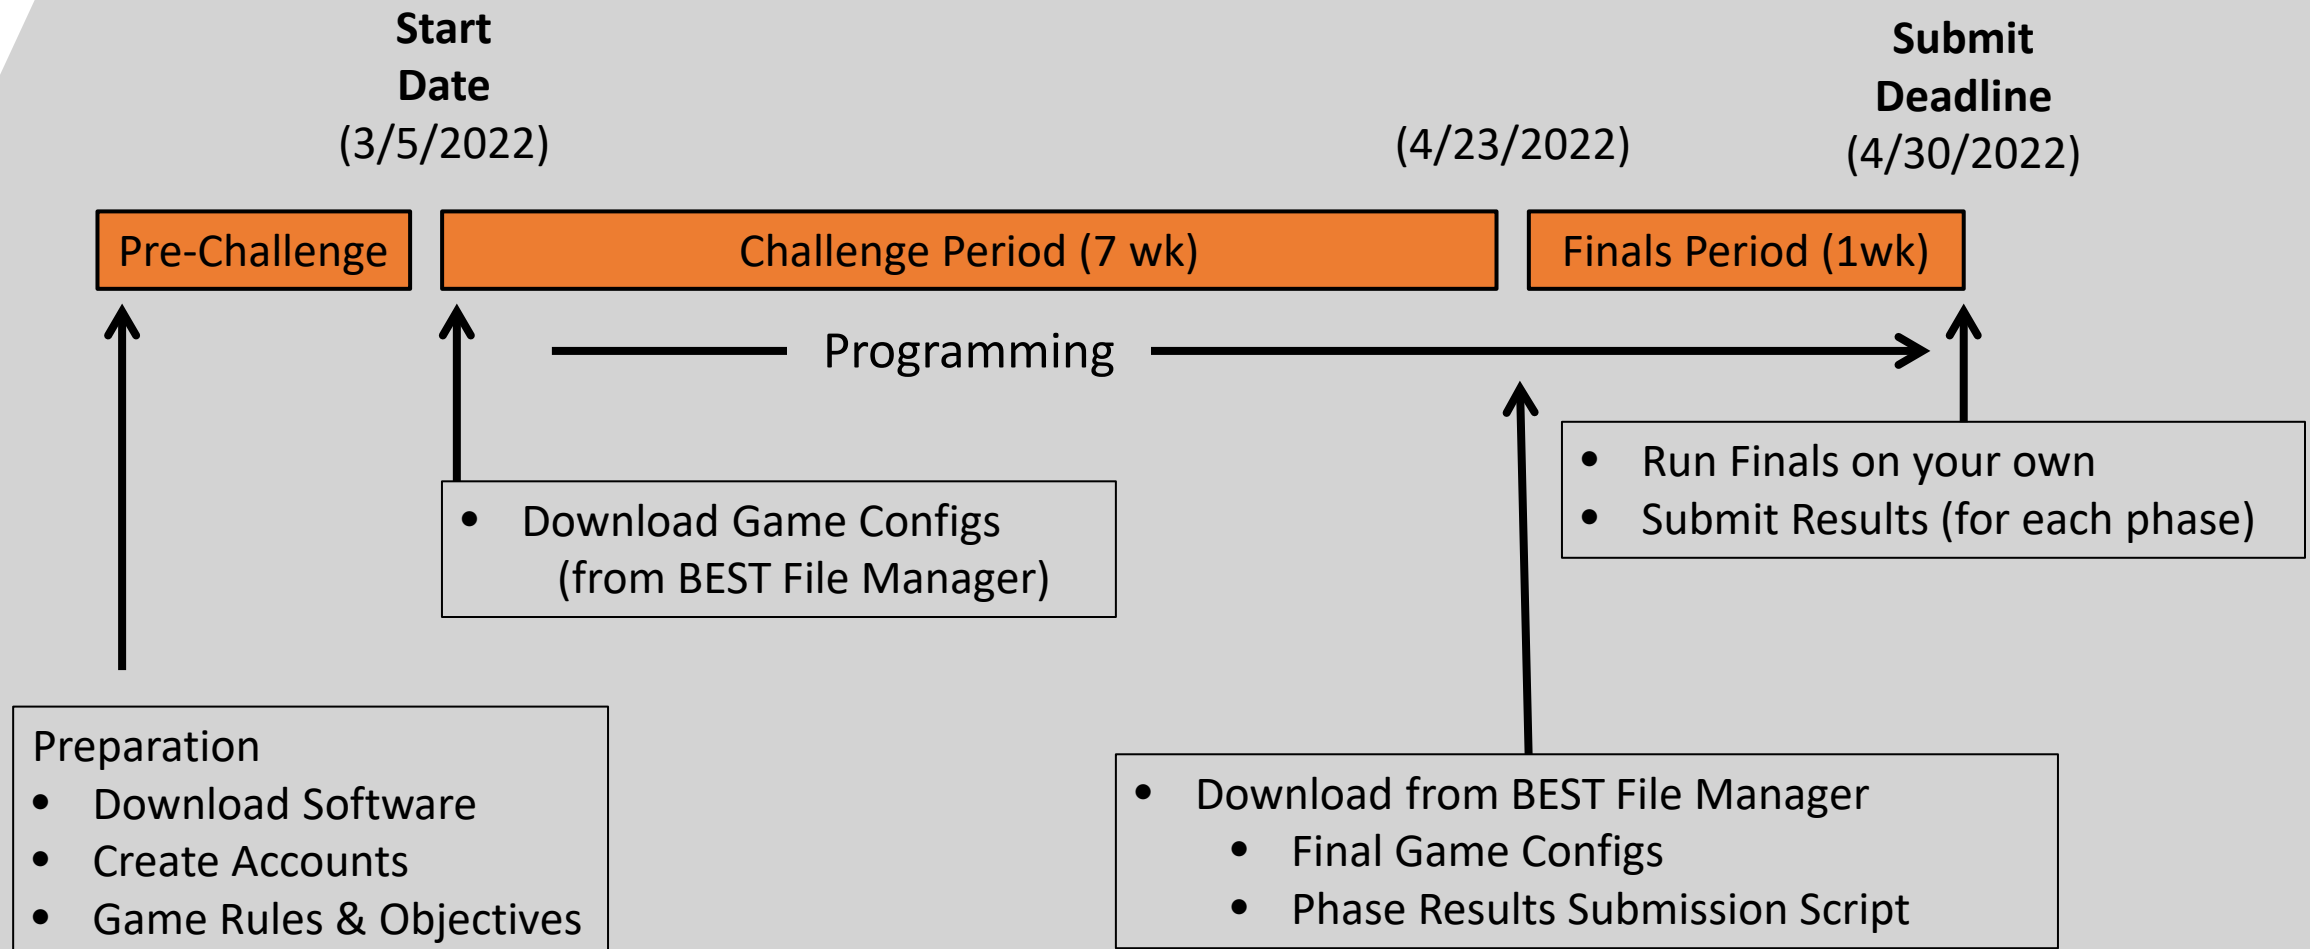 Start
Date
(3/5/2022)
(4/23/2022)
Submit
Deadline
(4/30/2022)
Pre-Challenge
Challenge Period (7 wk)
Finals Period (1wk)
Programming
• Download Game Configs
(from BEST File Manager)
• Run Finals on your own
• Submit Results (for each phase)
Preparation
• Download Software
• Create Accounts
• Game Rules & Objectives
• Download from BEST File Manager
• Final Game Configs
• Phase Results Submission Script